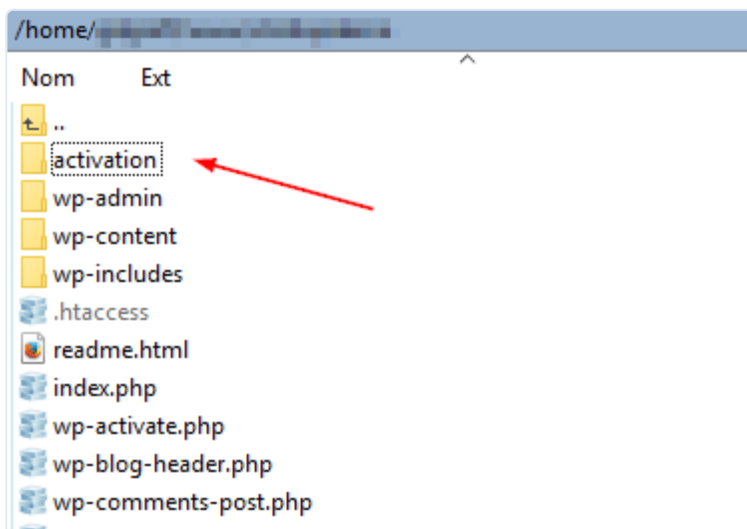 /home/
Nom Ext
..
activation
wp-admin
wp-content
wp-includes
.htaccess
readme.html
index.php
wp-activate.php
wp-blog-header.php
wp-comments-post.php